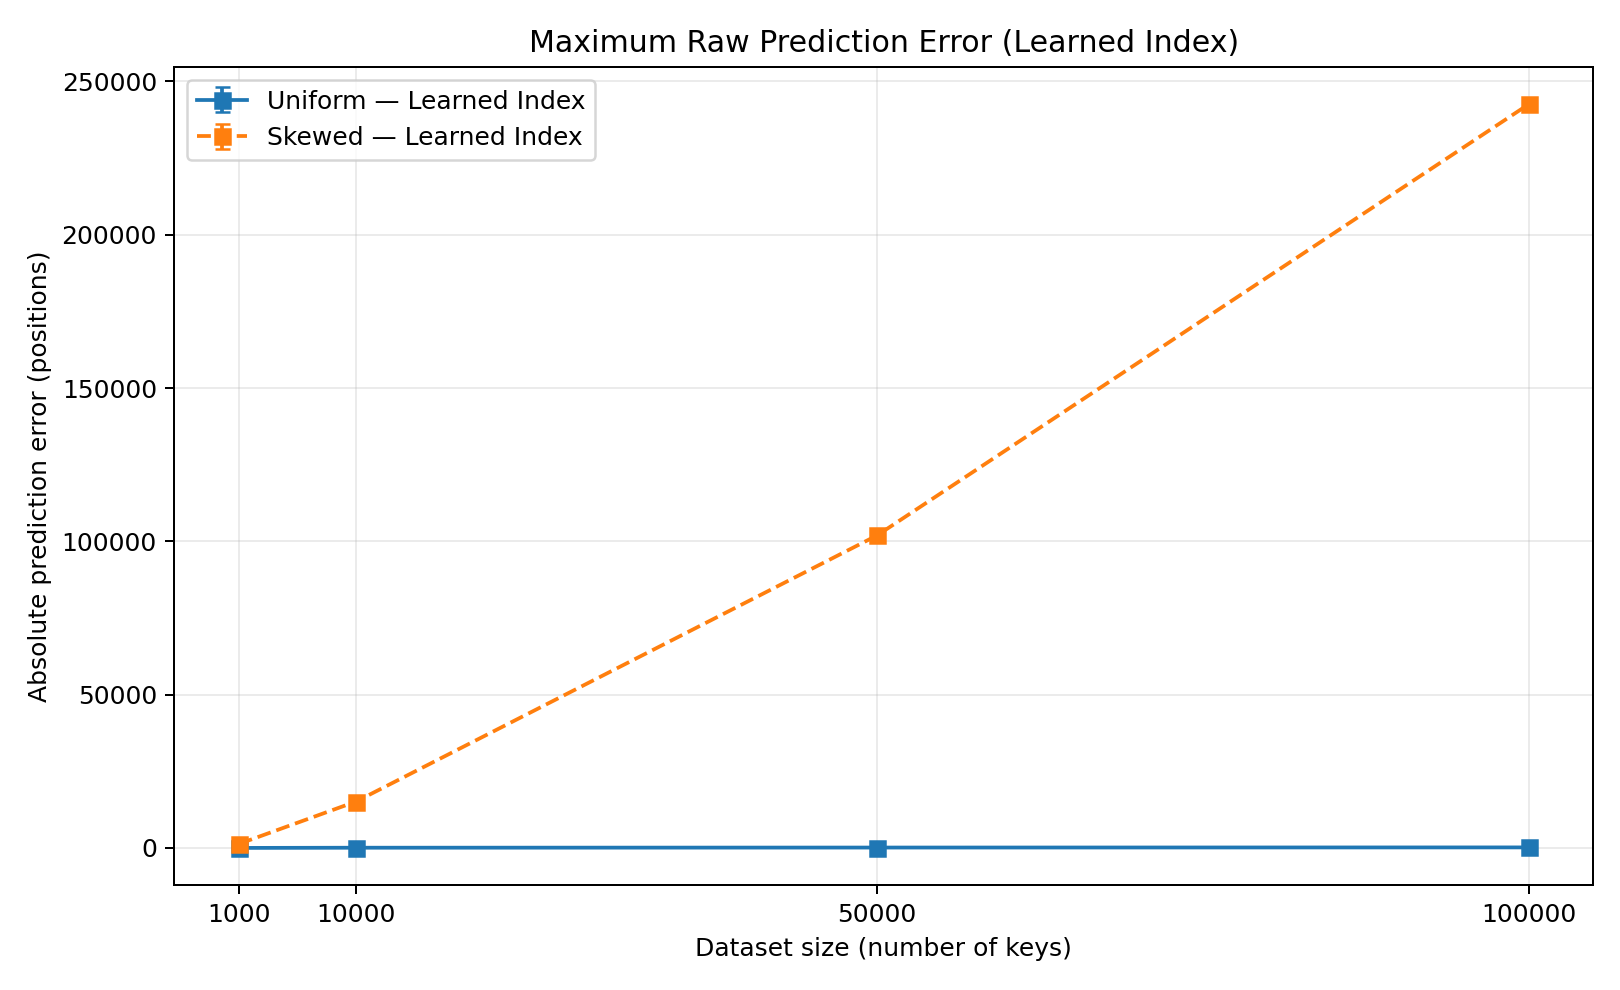 Maximum Raw Prediction Error (Learned Index)
Uniform — Learned Index
Skewed — Learned Index
Absolute prediction error (positions)
250000
200000
150000
100000
50000
0
1000 10000 50000 100000
Dataset size (number of keys)